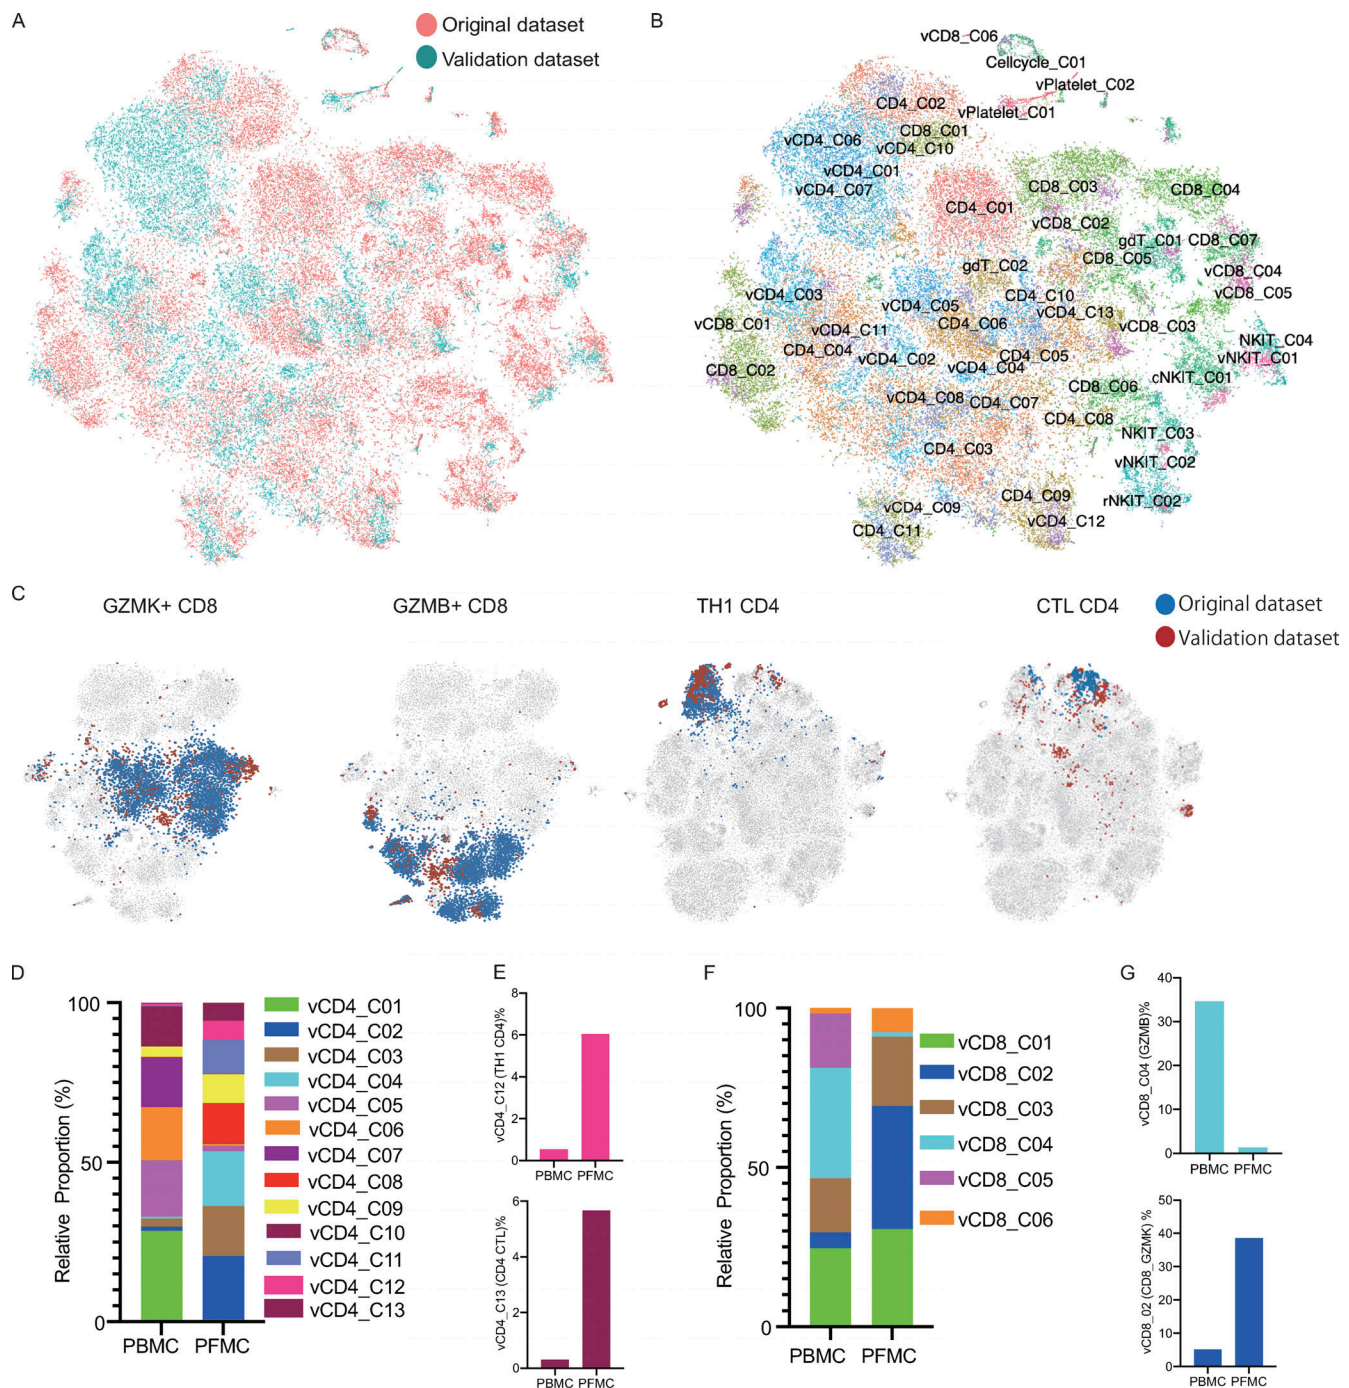 A
Original dataset
Validation dataset
B
vCD8_C06
Cellcycle_C01
vPlatelet_C02
CD4_C02
vPlatelet_C01
CD8_C01
vCD4_C06
vCD4_C10
vCD4_C01
vCD4_C07
CD8_C03
CD8_C04
CD4_C01
vCD8_C02
gdT_C01
CD8_C07
CD8_C05
gdT_C02
vCD8_C04
vCD4_C03
CD4_C10
vCD8_C05
vCD4_C05
vCD4_C13
vCD8_C01
vCD4_C11
CD4_C06
vCD8_C03
NKIT_C04
CD4_C04
vCD4_C02
CD4_C05
vNKIT_C01
CD8_C02
vCD4_C04
cNKIT_C01
CD8_C06
vCD4_C08
CD4_C07
CD4_C08
NKIT_C03
CD4_C03
vNKIT_C02
CD4_C09
rNKIT_C02
vCD4_C09
vCD4_C12
CD4_C11
C
GZMK+ CD8
GZMB+ CD8
TH1 CD4
CTL CD4
Original dataset
Validation dataset
D
Relative Proportion (%)
100
50
0
PBMC
PFMC
vCD4_C01
vCD4_C02
vCD4_C03
vCD4_C04
vCD4_C05
vCD4_C06
vCD4_C07
vCD4_C08
vCD4_C09
vCD4_C10
vCD4_C11
vCD4_C12
vCD4_C13
E
vCD4_C12 (TH1 CD4)%
8
6
4
2
0
PBMC
PFMC
vCD4_C13 (CD4 CTL)%
6
4
2
0
PBMC
PFMC
F
Relative Proportion (%)
100
50
0
PBMC
PFMC
vCD8_C01
vCD8_C02
vCD8_C03
vCD8_C04
vCD8_C05
vCD8_C06
G
vCD8_C04 (GZMB)%
40
30
20
10
0
PBMC
PFMC
vCD8_02 (CD8_GZMK) %
50
40
30
20
10
0
PBMC
PFMC